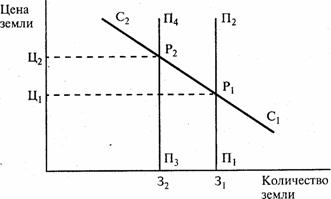 Цена
земли
С₂ П₄ П₂
Ц₂ Р₂
Ц₁ Р₁
С₁
П₃ П₁
З₂ З₁ Количество
земли